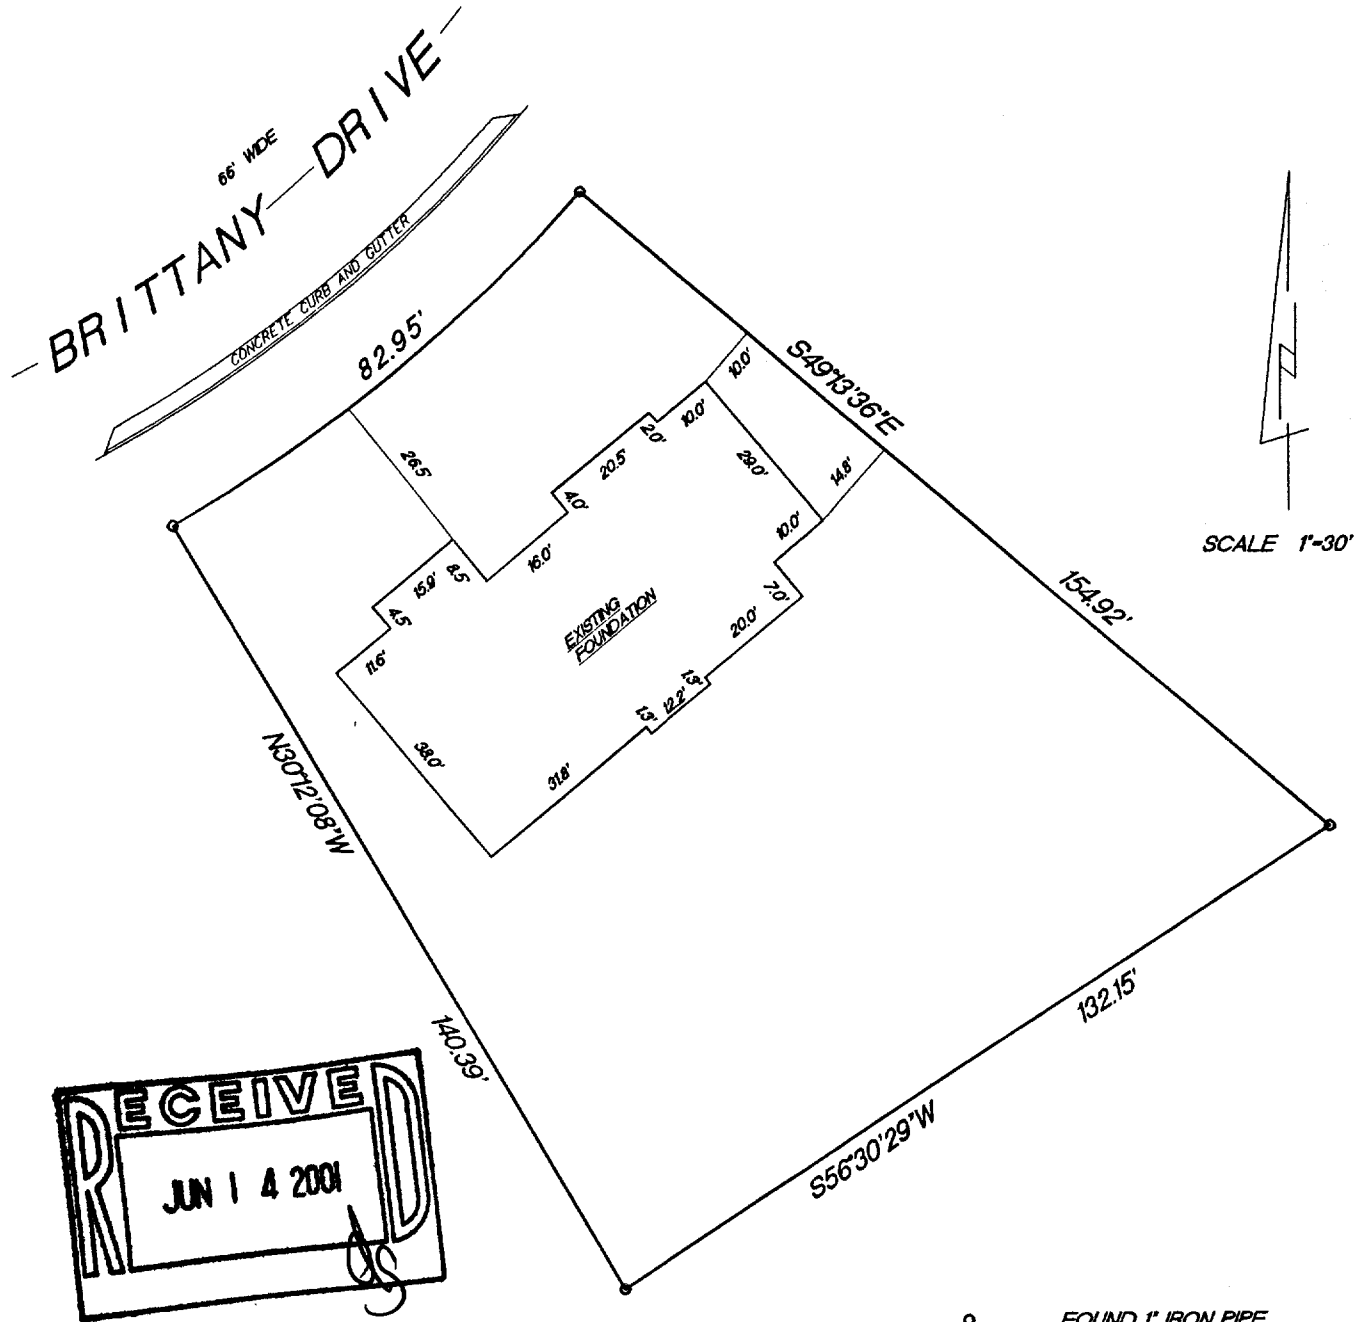 BRITTANY DRIVE
66' WIDE
CONCRETE CURB AND GUTTER
82.95'
S49°13'36"E
10.0'
10.0'
2.0'
20.5'
29.0'
14.8'
26.5'
4.0'
10.0'
SCALE 1"=30'
16.0'
8.5'
15.9'
4.5'
7.0'
154.92'
EXISTING
FOUNDATION
20.0'
11.6'
1.3'
12.2'
1.3'
38.0'
31.8'
N30°12'08"W
132.15'
140.39'
S56°30'29"W
RECEIVED
JUN 14 2001
FOUND 1" IRON PIPE